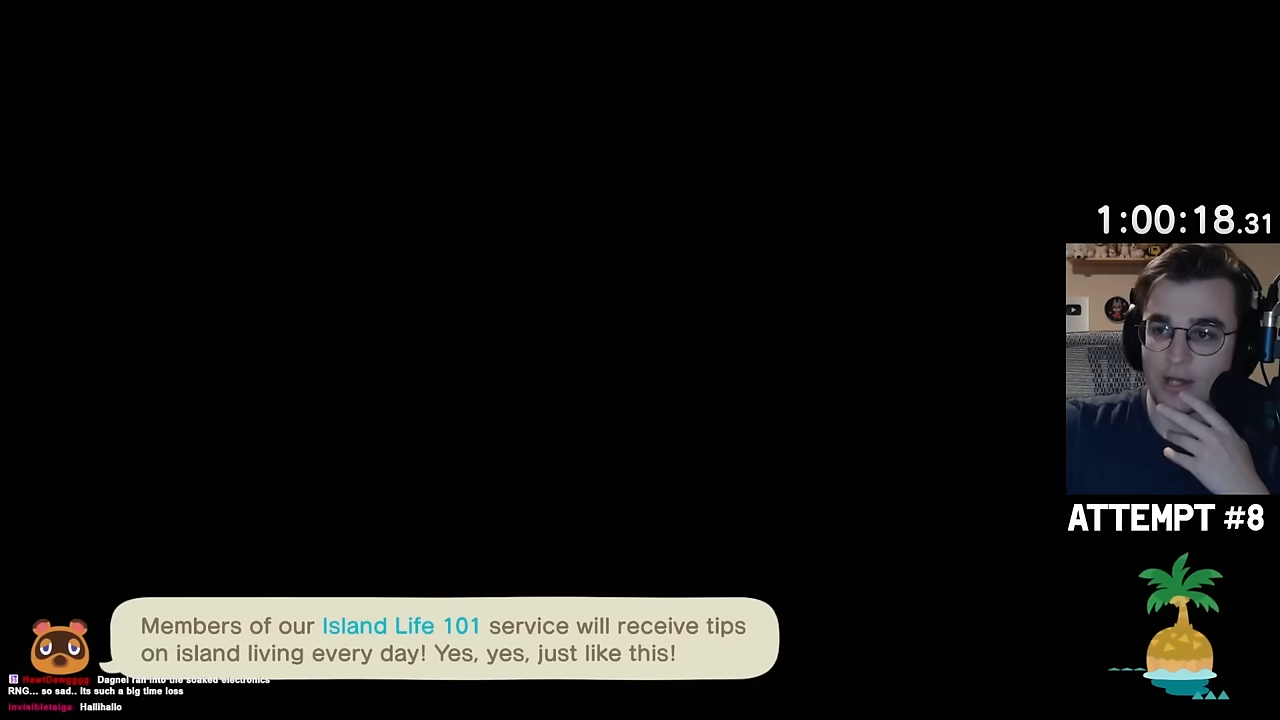 1:00:18.31
ATTEMPT #8
Members of our Island Life 101 service will receive tips
on island living every day! Yes, yes, just like this!
HawtDawgggg: Dagnel ran into the soaked electronics
RNG... so sad.. Its such a big time loss
invisibletaiga: Hallihallo